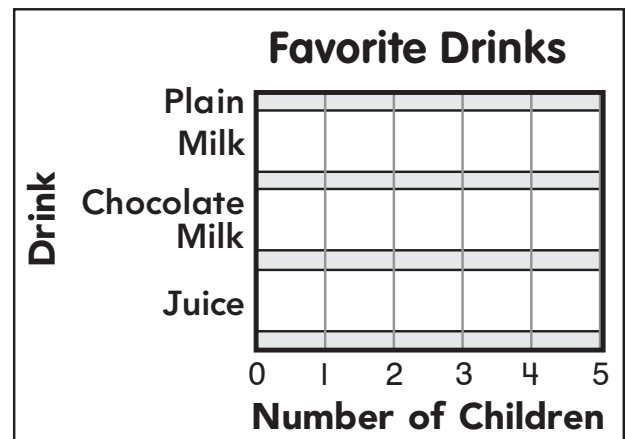 Favorite Drinks
Drink
Plain
Milk
Chocolate
Milk
Juice
0 1 2 3 4 5
Number of Children